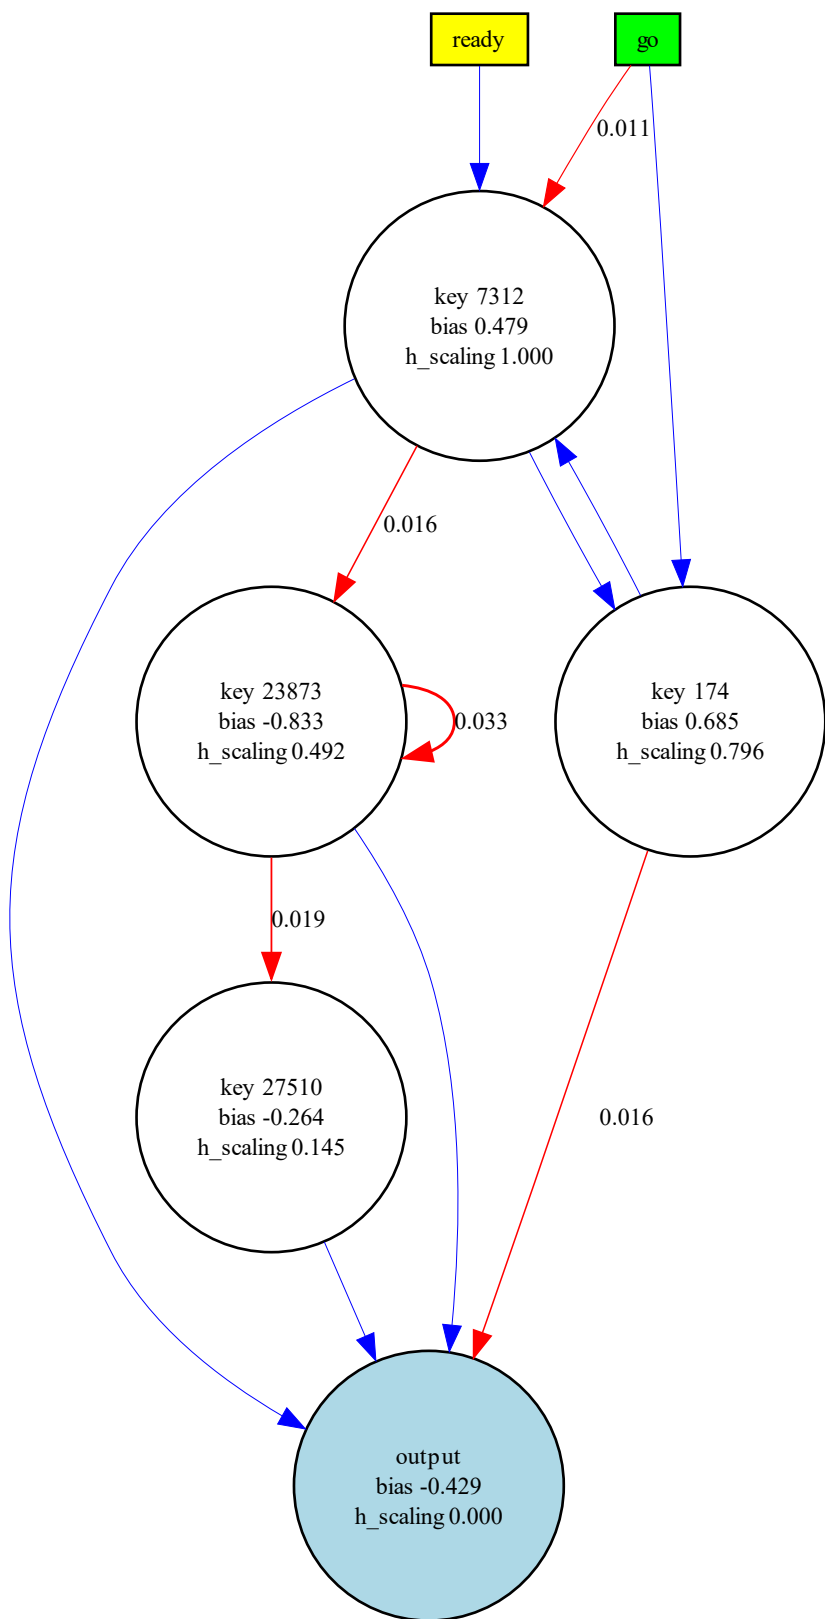 ready
go
0.011
key 7312
bias 0.479
h_scaling 1.000
0.016
key 23873
bias -0.833
h_scaling 0.492
0.033
key 174
bias 0.685
h_scaling 0.796
0.019
key 27510
bias -0.264
h_scaling 0.145
0.016
output
bias -0.429
h_scaling 0.000